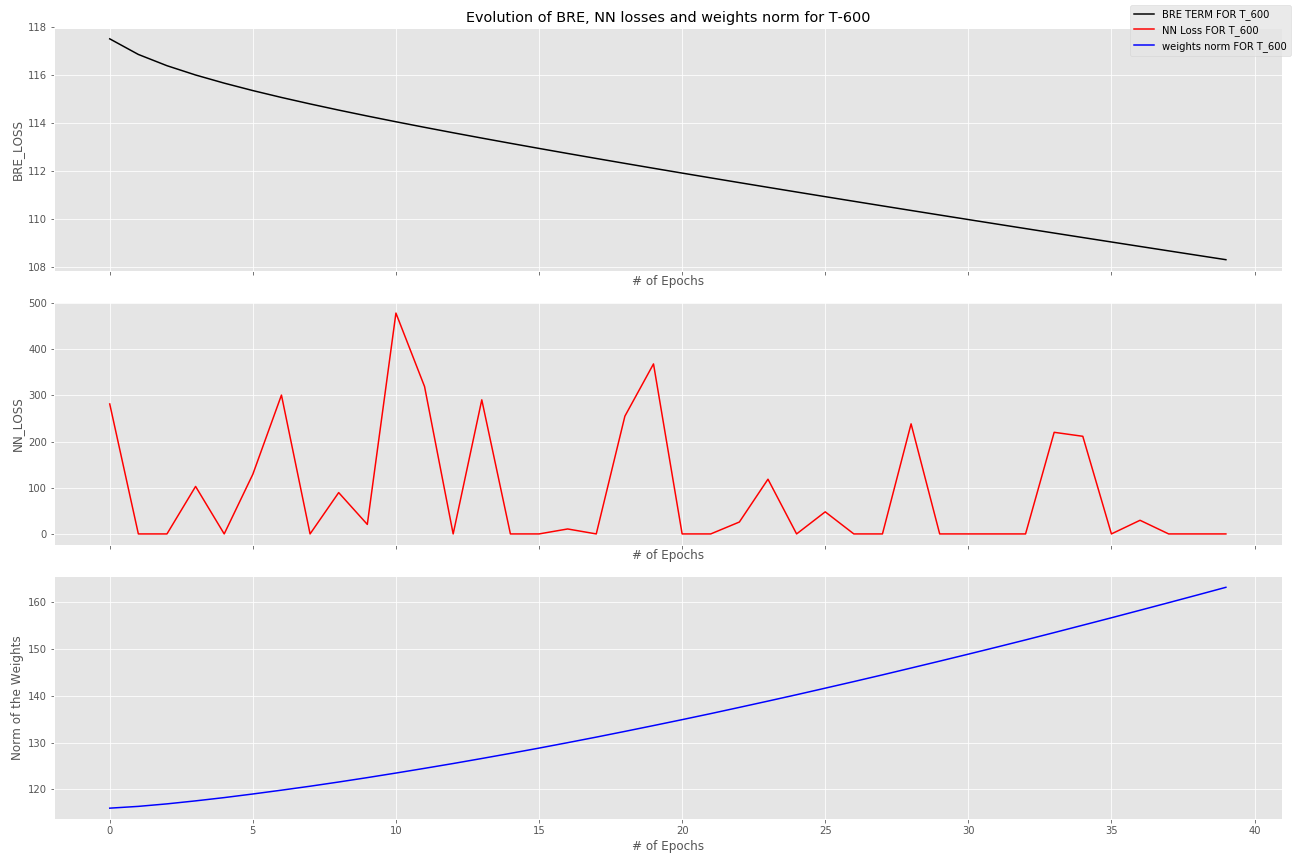 Evolution of BRE, NN losses and weights norm for T-600
BRE TERM FOR T_600
NN Loss FOR T_600
weights norm FOR T_600
118
116
114
112
110
108
BRE_LOSS
# of Epochs
500
400
300
200
100
0
NN_LOSS
# of Epochs
160
150
140
130
120
Norm of the Weights
0 5 10 15 20 25 30 35 40
# of Epochs